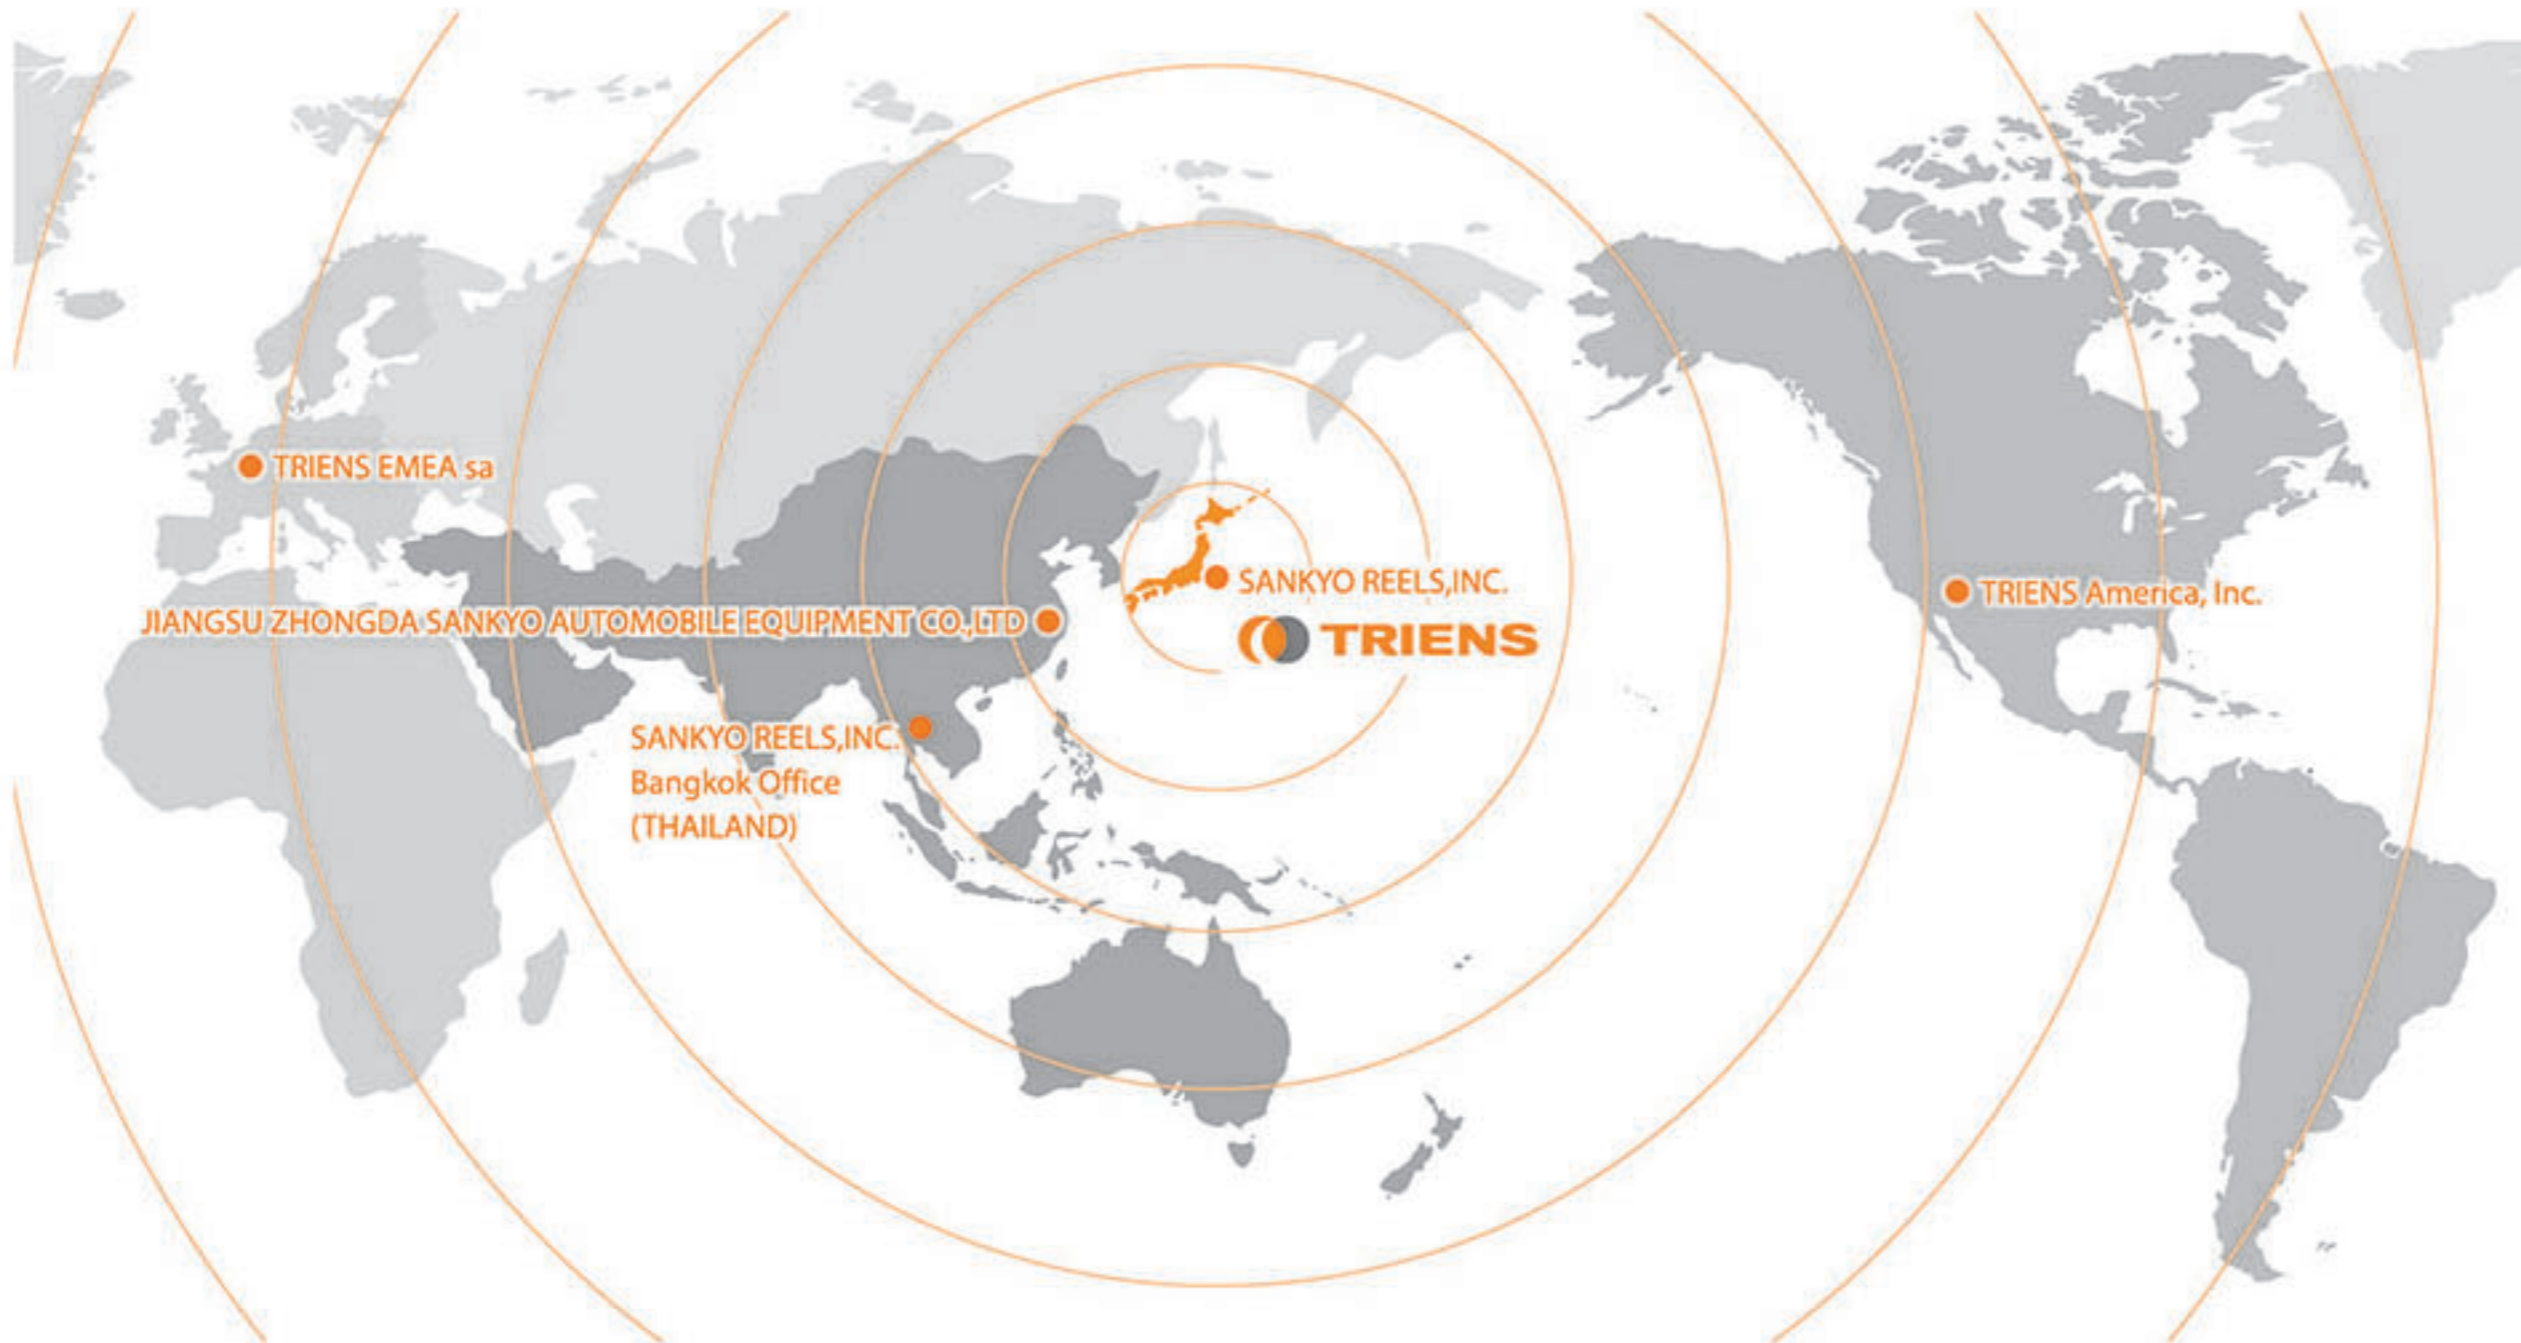 TRIENS EMEA sa
SANKYO REELS,INC.
TRIENS America, Inc.
JIANGSU ZHONGDA SANKYO AUTOMOBILE EQUIPMENT CO.,LTD
TRIENS
SANKYO REELS,INC.
Bangkok Office
(THAILAND)